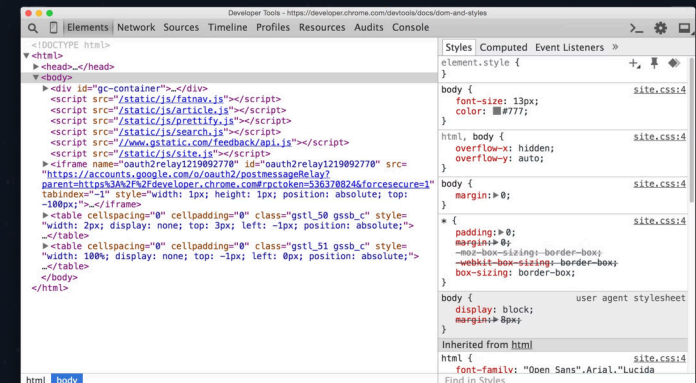 Developer Tools - https://developer.chrome.com/devtools/docs/dom-and-styles
Elements Network Sources Timeline Profiles Resources Audits Console
<!DOCTYPE html>
▼<html>
▶<head>…</head>
▼<body>
▶<div id="gc-container">…</div>
<script src="/static/js/fatnav.js"></script>
<script src="/static/js/article.js"></script>
<script src="/static/js/prettify.js"></script>
<script src="/static/js/search.js"></script>
<script src="//www.gstatic.com/feedback/api.js"></script>
<script src="/static/js/site.js"></script>
▶<iframe name="oauth2relay1219092770" id="oauth2relay1219092770" src=
"https://accounts.google.com/o/oauth2/postmessageRelay?
parent=https%3A%2F%2Fdeveloper.chrome.com#rpctoken=536370824&forcesecure=1"
tabindex="-1" style="width: 1px; height: 1px; position: absolute; top:
-100px;">…</iframe>
▶<table cellspacing="0" cellpadding="0" class="gstl_50 gssb_c" style=
"width: 2px; display: none; top: 3px; left: -1px; position: absolute;">
…</table>
▶<table cellspacing="0" cellpadding="0" class="gstl_51 gssb_c" style=
"width: 100%; display: none; top: -1px; left: 0px; position: absolute;">
…</table>
</body>
</html>
html body
Styles Computed Event Listeners »
element.style {
}
body { site.css:4
font-size: 13px;
color: #777;
}
html, body { site.css:4
overflow-x: hidden;
overflow-y: auto;
}
body { site.css:4
margin:▶0;
}
* { site.css:4
padding:▶0;
margin:▶0;
-moz-box-sizing: border-box;
-webkit-box-sizing: border-box;
box-sizing: border-box;
}
body { user agent stylesheet
display: block;
margin:▶8px;
}
Inherited from html
html { site.css:4
font-family: "Open Sans",Arial,"Lucida
Find in Styles